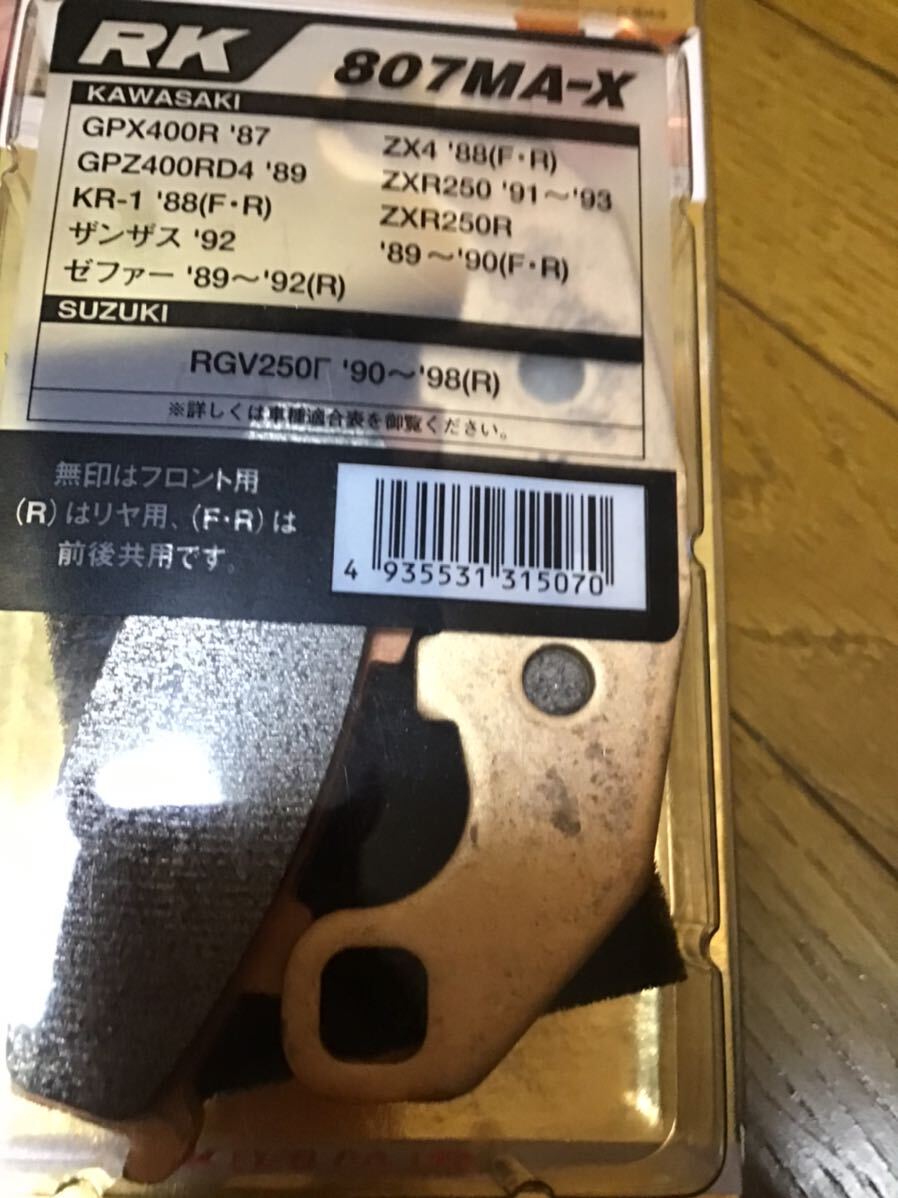 RK 807MA-X
KAWASAKI
GPX400R '87
GPZ400RD4 '89
KR-1 '88(F・R)
ザンザス '92
ゼファー '89〜'92(R)
ZX4 '88(F・R)
ZXR250 '91〜'93
ZXR250R
'89〜'90(F・R)
SUZUKI
RGV250Γ '90〜'98(R)
※詳しくは車種適合表を御覧ください。
無印はフロント用
(R)はリヤ用、(F・R)は
前後共用です。
4 935531 315070